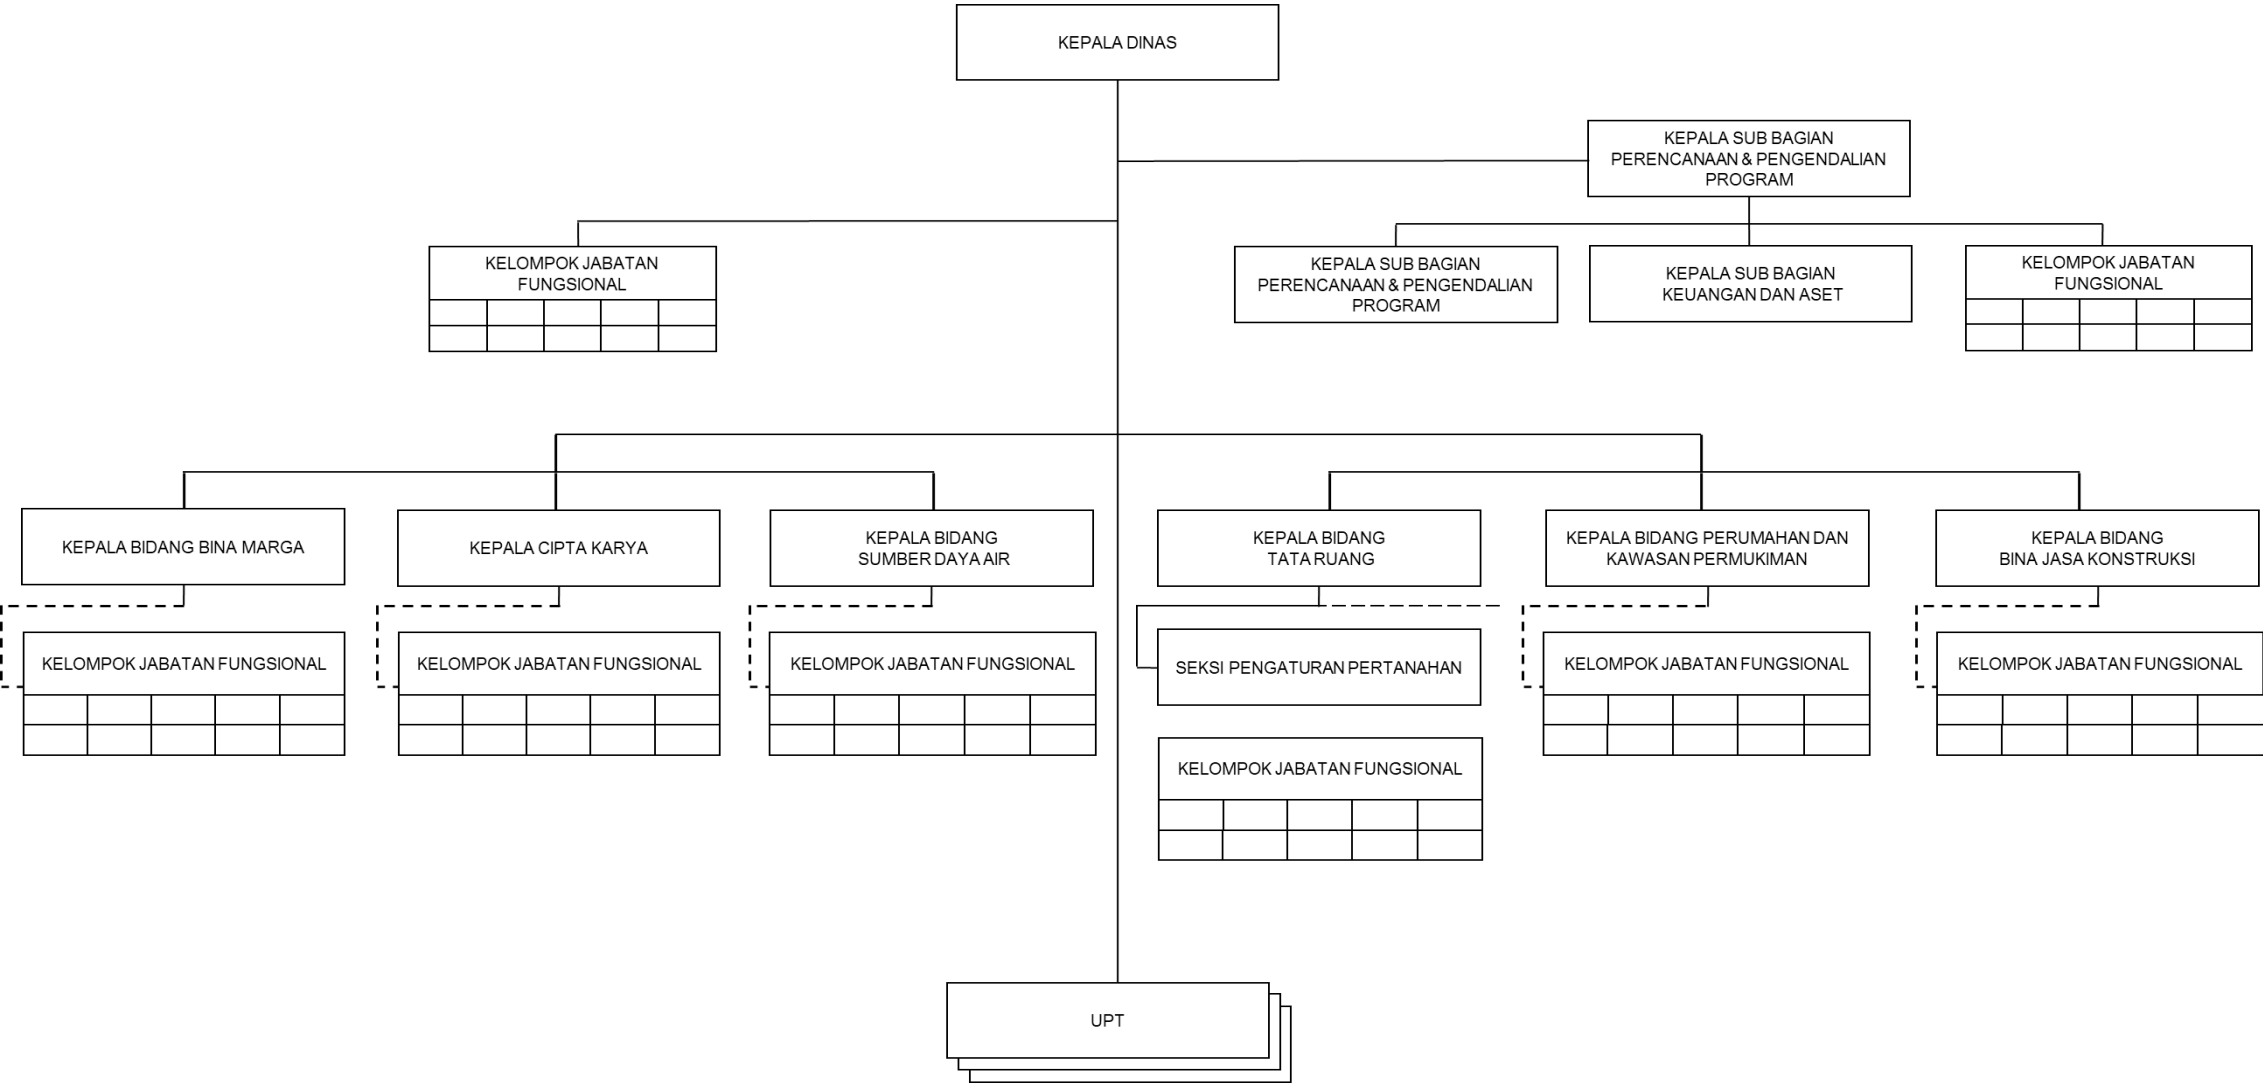 KEPALA DINAS
KEPALA SUB BAGIAN
PERENCANAAN & PENGENDALIAN
PROGRAM
KELOMPOK JABATAN
FUNGSIONAL
KEPALA SUB BAGIAN
PERENCANAAN & PENGENDALIAN
PROGRAM
KEPALA SUB BAGIAN
KEUANGAN DAN ASET
KELOMPOK JABATAN
FUNGSIONAL
KEPALA BIDANG BINA MARGA
KEPALA CIPTA KARYA
KEPALA BIDANG
SUMBER DAYA AIR
KEPALA BIDANG
TATA RUANG
KEPALA BIDANG PERUMAHAN DAN
KAWASAN PERMUKIMAN
KEPALA BIDANG
BINA JASA KONSTRUKSI
KELOMPOK JABATAN FUNGSIONAL
KELOMPOK JABATAN FUNGSIONAL
KELOMPOK JABATAN FUNGSIONAL
SEKSI PENGATURAN PERTANAHAN
KELOMPOK JABATAN FUNGSIONAL
KELOMPOK JABATAN FUNGSIONAL
KELOMPOK JABATAN FUNGSIONAL
UPT